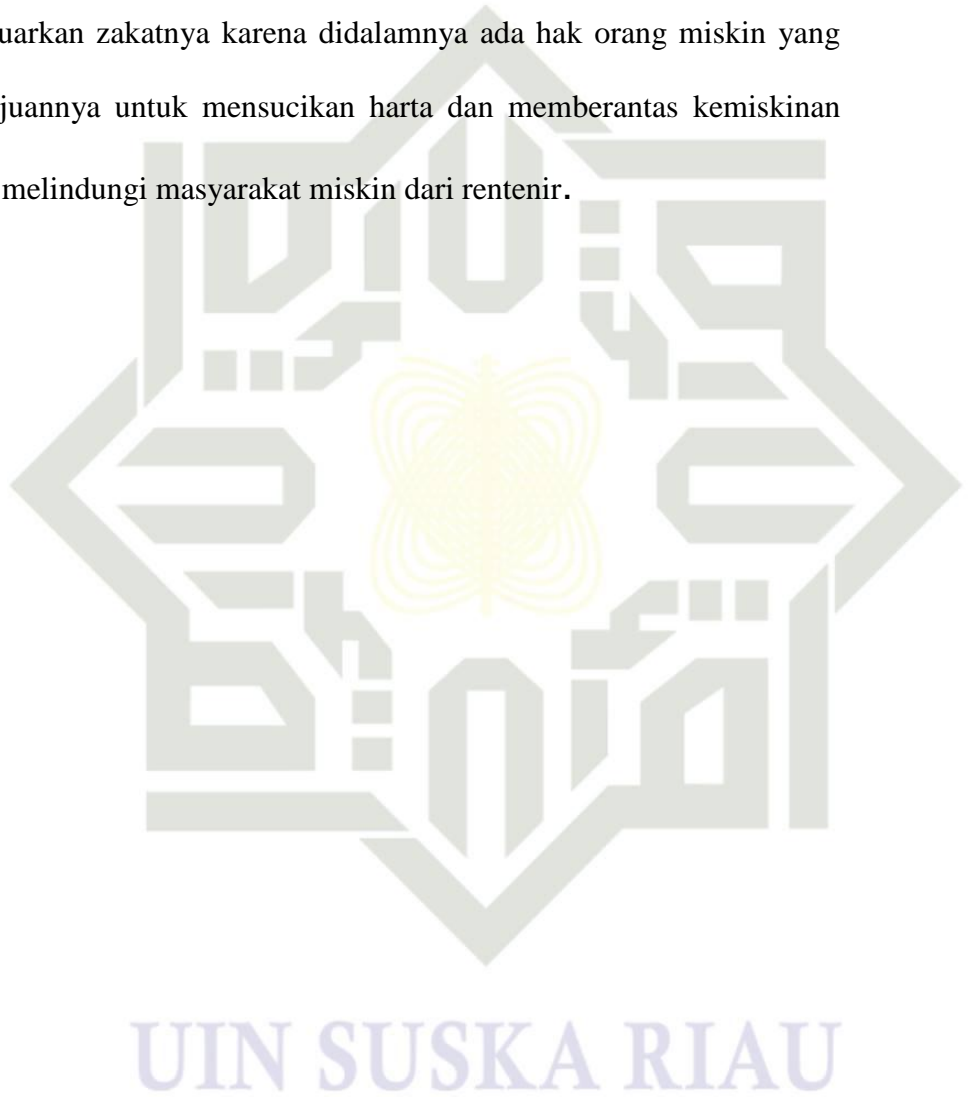 uarkan zakatnya karena didalamnya ada hak orang miskin yang
juannya untuk mensucikan harta dan memberantas kemiskinan
melindungi masyarakat miskin dari rentenir.
UIN SUSKA RIAU